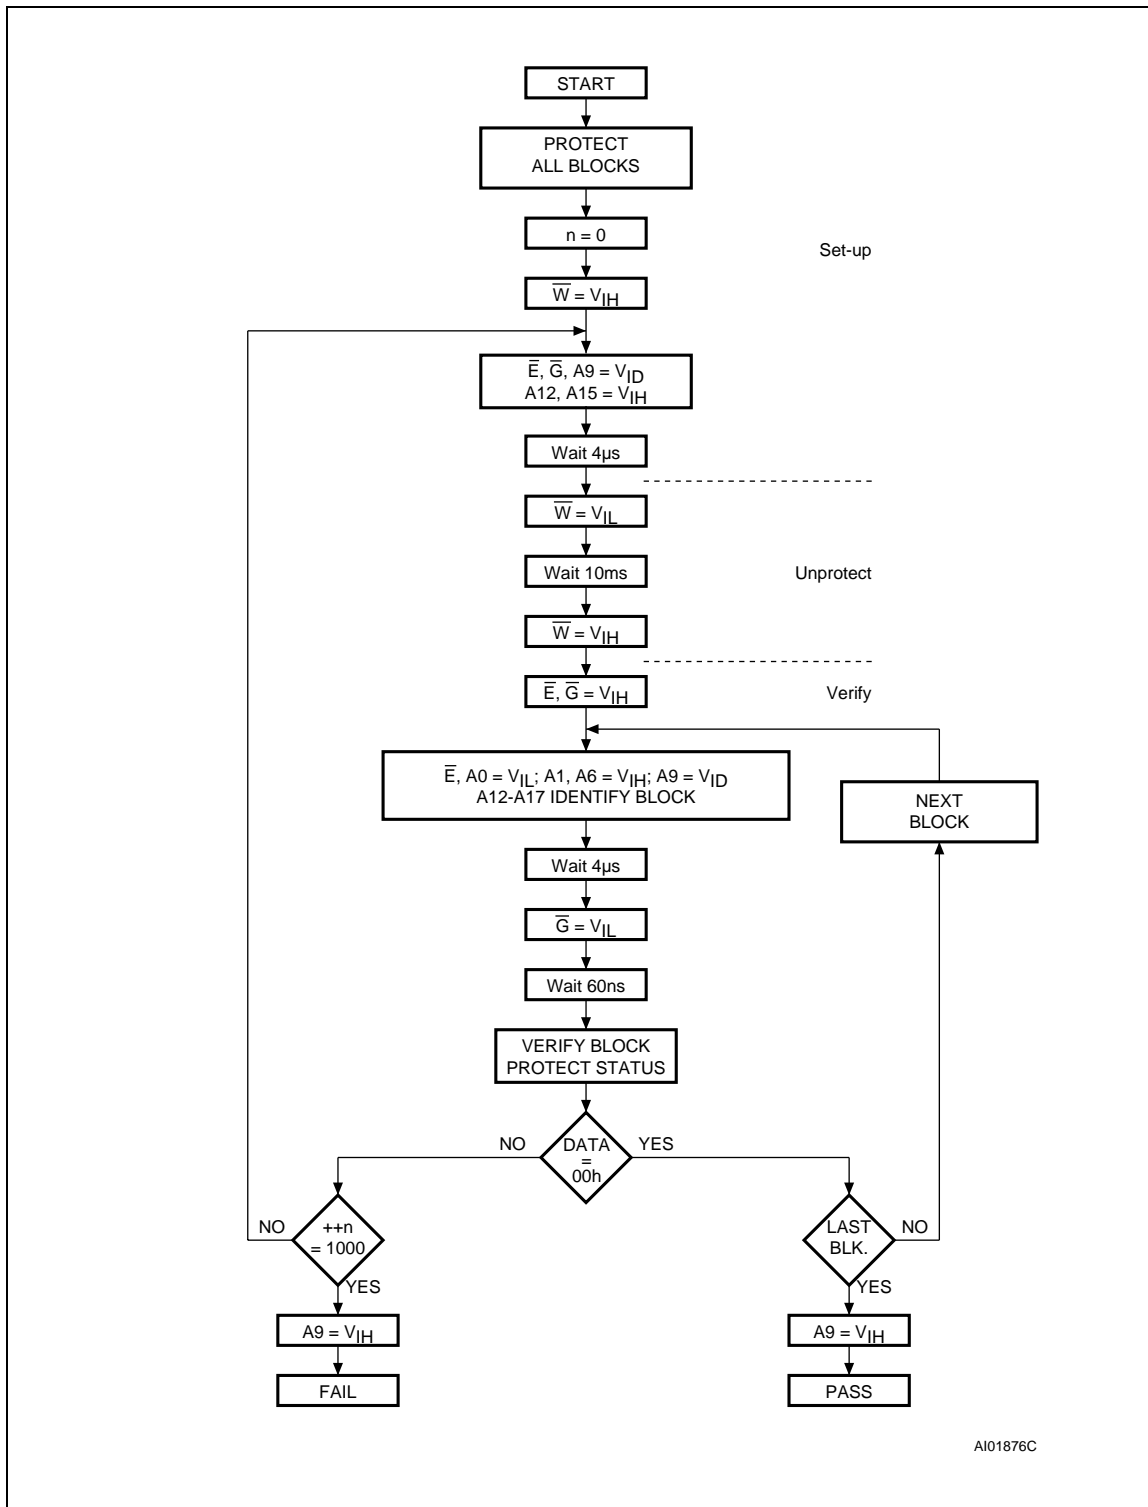 START
PROTECT
ALL BLOCKS
n = 0
Set-up
W̅ = VIH
E̅, G̅, A9 = VID
A12, A15 = VIH
Wait 4µs
W̅ = VIL
Wait 10ms
Unprotect
W̅ = VIH
E̅, G̅ = VIH
Verify
E̅, A0 = VIL; A1, A6 = VIH; A9 = VID
A12-A17 IDENTIFY BLOCK
NEXT
BLOCK
Wait 4µs
G̅ = VIL
Wait 60ns
VERIFY BLOCK
PROTECT STATUS
NO
DATA
=
00h
YES
NO
++n
= 1000
YES
LAST
BLK.
NO
YES
A9 = VIH
A9 = VIH
FAIL
PASS
AI01876C